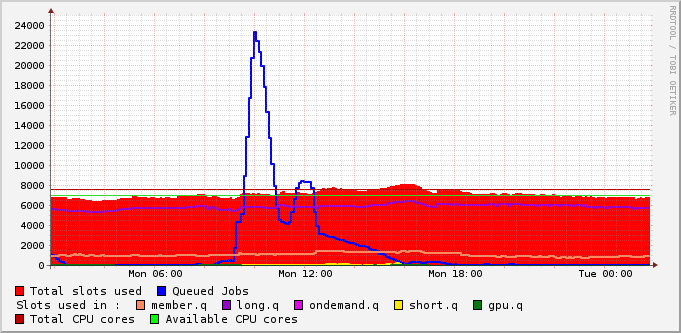 RRDTOOL / TOBI OETIKER
24000
22000
20000
18000
16000
14000
12000
10000
8000
6000
4000
2000
0
Mon 06:00 Mon 12:00 Mon 18:00 Tue 00:00
Total slots used Queued Jobs
Slots used in : member.q long.q ondemand.q short.q gpu.q
Total CPU cores Available CPU cores